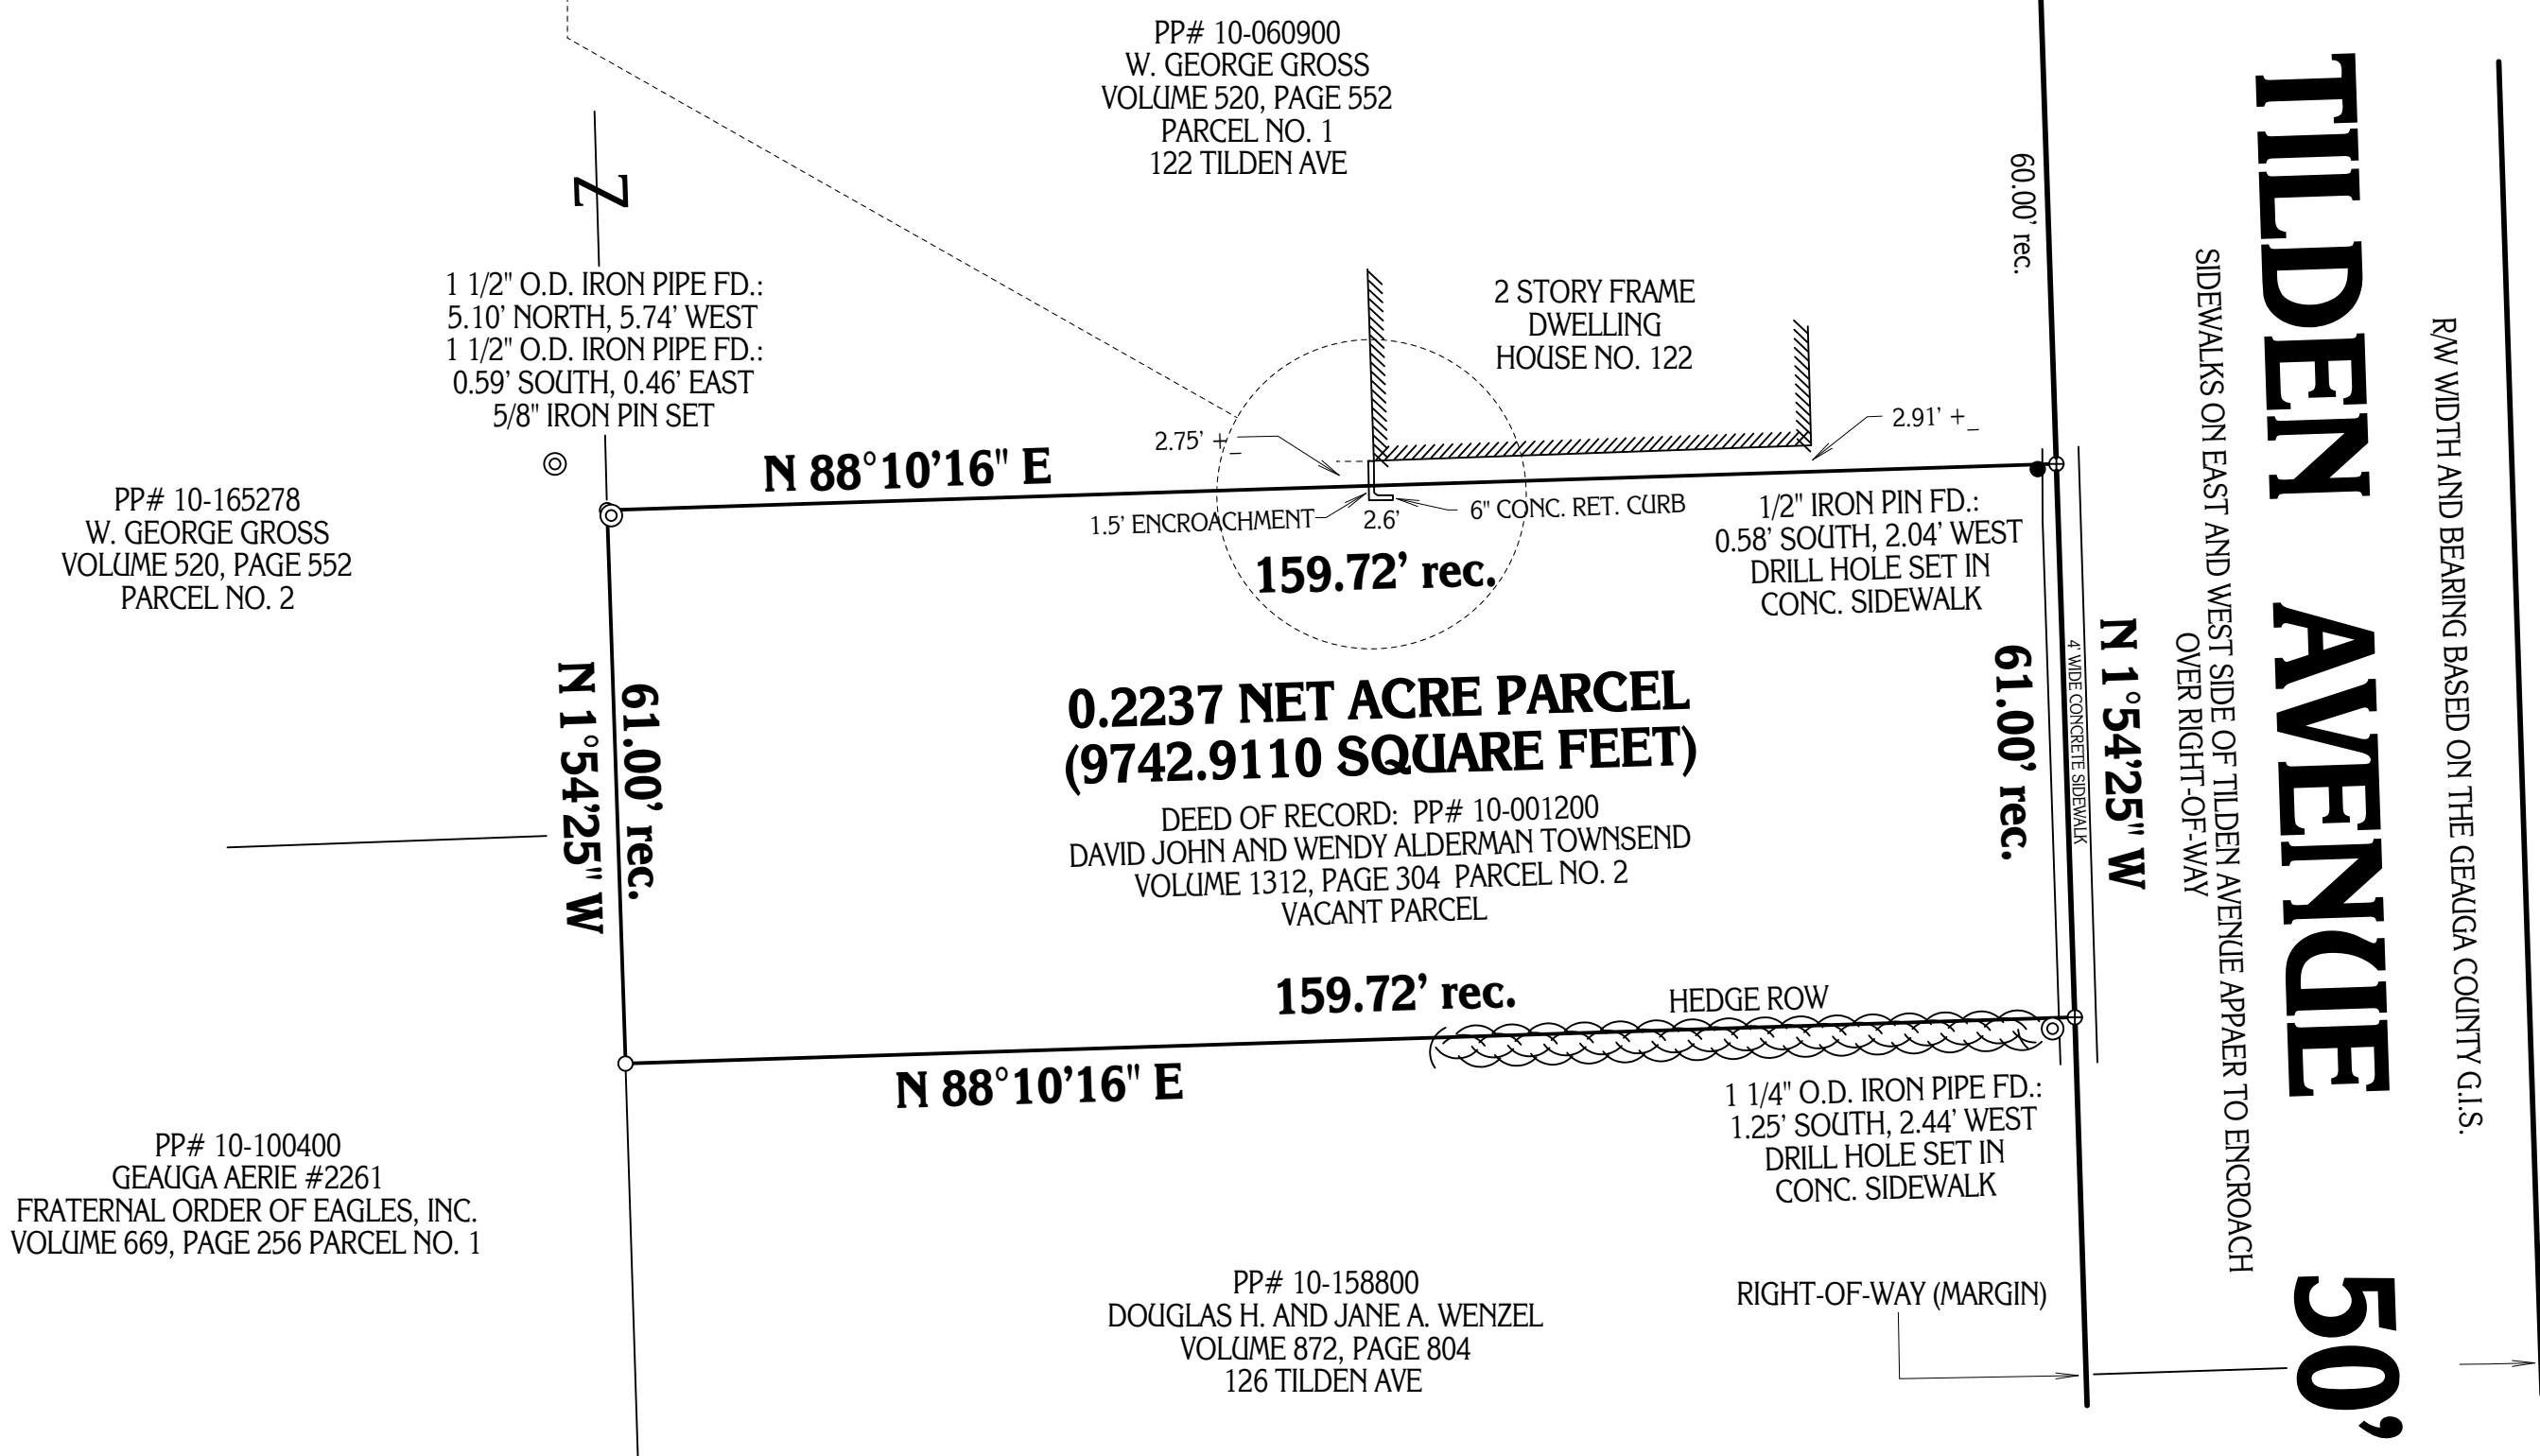 PP# 10-060900
W. GEORGE GROSS
VOLUME 520, PAGE 552
PARCEL NO. 1
122 TILDEN AVE
60.00' rec.
Z
1 1/2" O.D. IRON PIPE FD.:
5.10' NORTH, 5.74' WEST
1 1/2" O.D. IRON PIPE FD.:
0.59' SOUTH, 0.46' EAST
5/8" IRON PIN SET
2 STORY FRAME
DWELLING
HOUSE NO. 122
2.75' +_
2.91' +_
N 88°10'16" E
1.5' ENCROACHMENT
2.6'
6" CONC. RET. CURB
159.72' rec.
1/2" IRON PIN FD.:
0.58' SOUTH, 2.04' WEST
DRILL HOLE SET IN
CONC. SIDEWALK
PP# 10-165278
W. GEORGE GROSS
VOLUME 520, PAGE 552
PARCEL NO. 2
N 1°54'25" W
61.00' rec.
0.2237 NET ACRE PARCEL
(9742.9110 SQUARE FEET)
DEED OF RECORD: PP# 10-001200
DAVID JOHN AND WENDY ALDERMAN TOWNSEND
VOLUME 1312, PAGE 304 PARCEL NO. 2
VACANT PARCEL
61.00' rec.
4' WIDE CONCRETE SIDEWALK
N 1°54'25" W
SIDEWALKS ON EAST AND WEST SIDE OF TILDEN AVENUE APPAER TO ENCROACH
OVER RIGHT-OF-WAY
TILDEN AVENUE 50'
R/W WIDTH AND BEARING BASED ON THE GEAUGA COUNTY G.I.S.
159.72' rec.
HEDGE ROW
N 88°10'16" E
1 1/4" O.D. IRON PIPE FD.:
1.25' SOUTH, 2.44' WEST
DRILL HOLE SET IN
CONC. SIDEWALK
PP# 10-100400
GEAUGA AERIE #2261
FRATERNAL ORDER OF EAGLES, INC.
VOLUME 669, PAGE 256 PARCEL NO. 1
PP# 10-158800
DOUGLAS H. AND JANE A. WENZEL
VOLUME 872, PAGE 804
126 TILDEN AVE
RIGHT-OF-WAY (MARGIN)